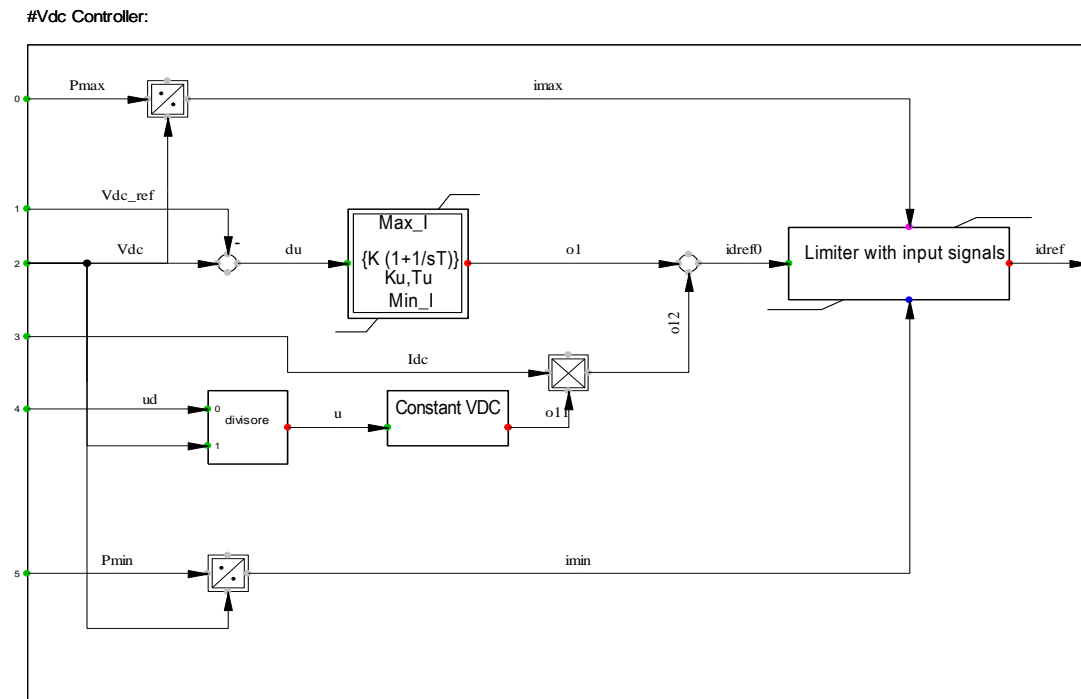 #Vdc Controller:
Pmax
imax
0
Vdc_ref
1
-
Max_I
Vdc
du
{K (1+1/sT)}
o1
idref0
Limiter with input signals
idref
2
Ku,Tu
Min_I
o12
3
Idc
4
ud
0
divisore
u
Constant VDC
o11
1
Pmin
imin
5